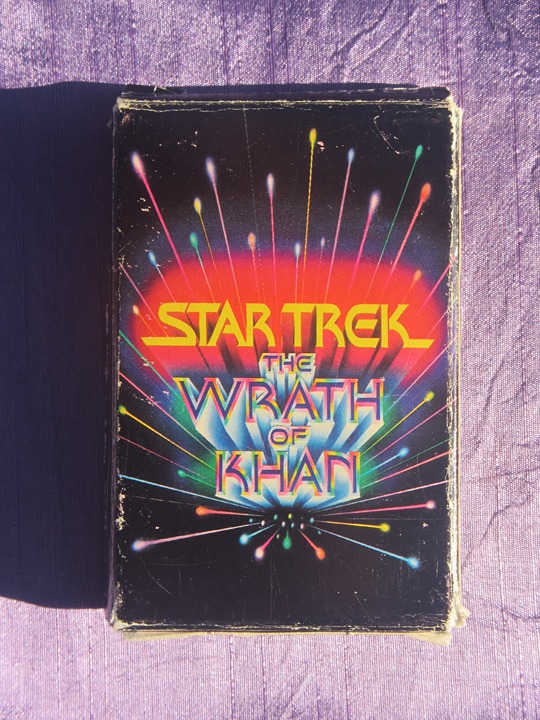 STAR TREK
THE
WRATH
OF
KHAN